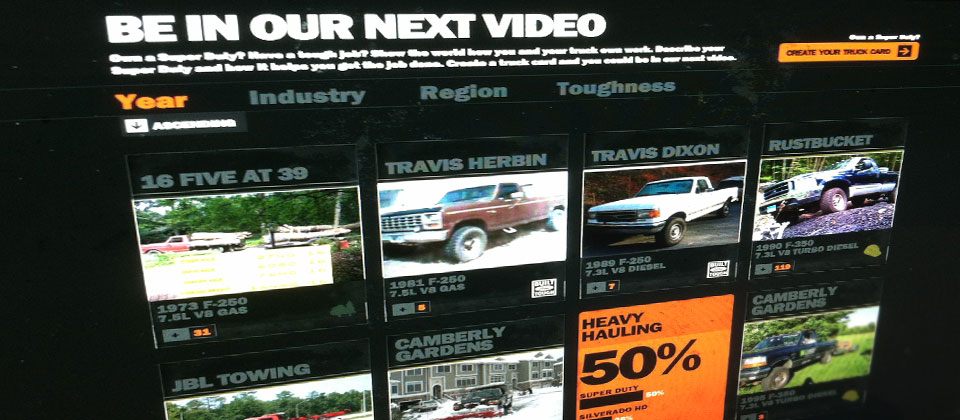 BE IN OUR NEXT VIDEO
Own a Super Duty? Have a tough job? Show the world how you and your truck own work. Describe your
Super Duty and how it helps you get the job done. Create a truck card and you could be in our next video.
Own a Super Duty?
CREATE YOUR TRUCK CARD
Year Industry Region Toughness
ASCENDING
16 FIVE AT 39
1973 F-250
7.5L V8 GAS
+ 31
TRAVIS HERBIN
1981 F-250
7.5L V8 GAS
BUILT
TOUGH
+ 5
TRAVIS DIXON
1989 F-250
7.3L V8 DIESEL
BUILT
TOUGH
+ 7
RUSTBUCKET
1990 F-350
7.3L V8 TURBO DIESEL
+ 119
JBL TOWING
CAMBERLY
GARDENS
HEAVY
HAULING
50%
SUPER DUTY 50%
SILVERADO HD
CAMBERLY
GARDENS
1998 F-250
7.3L V8 TURBO DIESEL